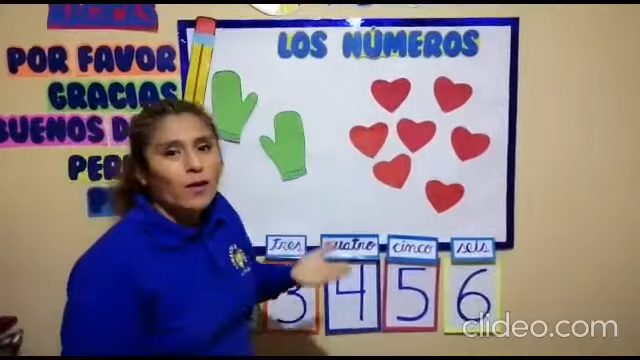 LOS NÚMEROS
POR FAVOR
GRACIAS
BUENOS
tres cuatro cinco seis
3 4 5 6
clideo.com